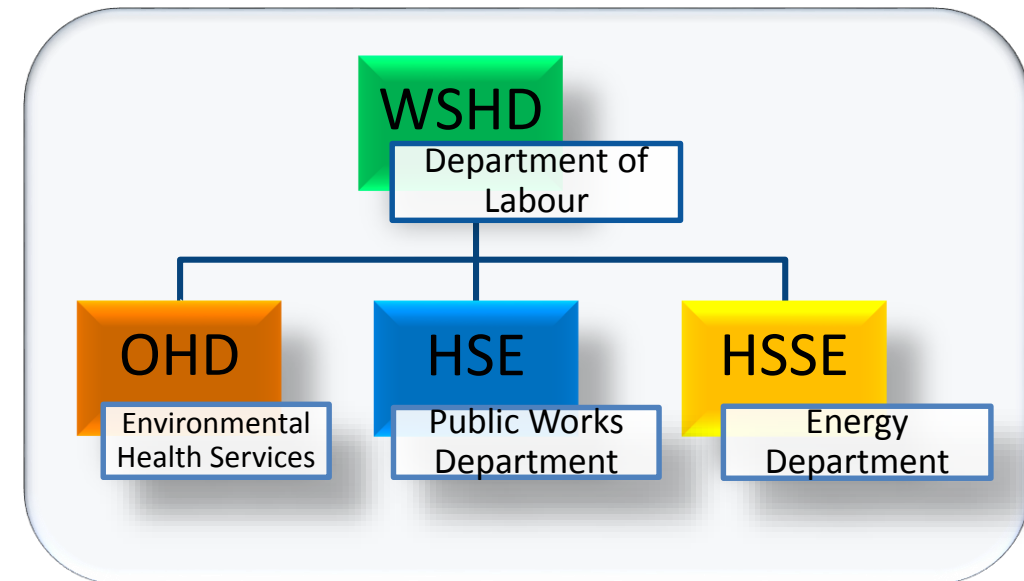 WSHD
Department of
Labour
OHD
Environmental
Health Services
HSE
Public Works
Department
HSSE
Energy
Department